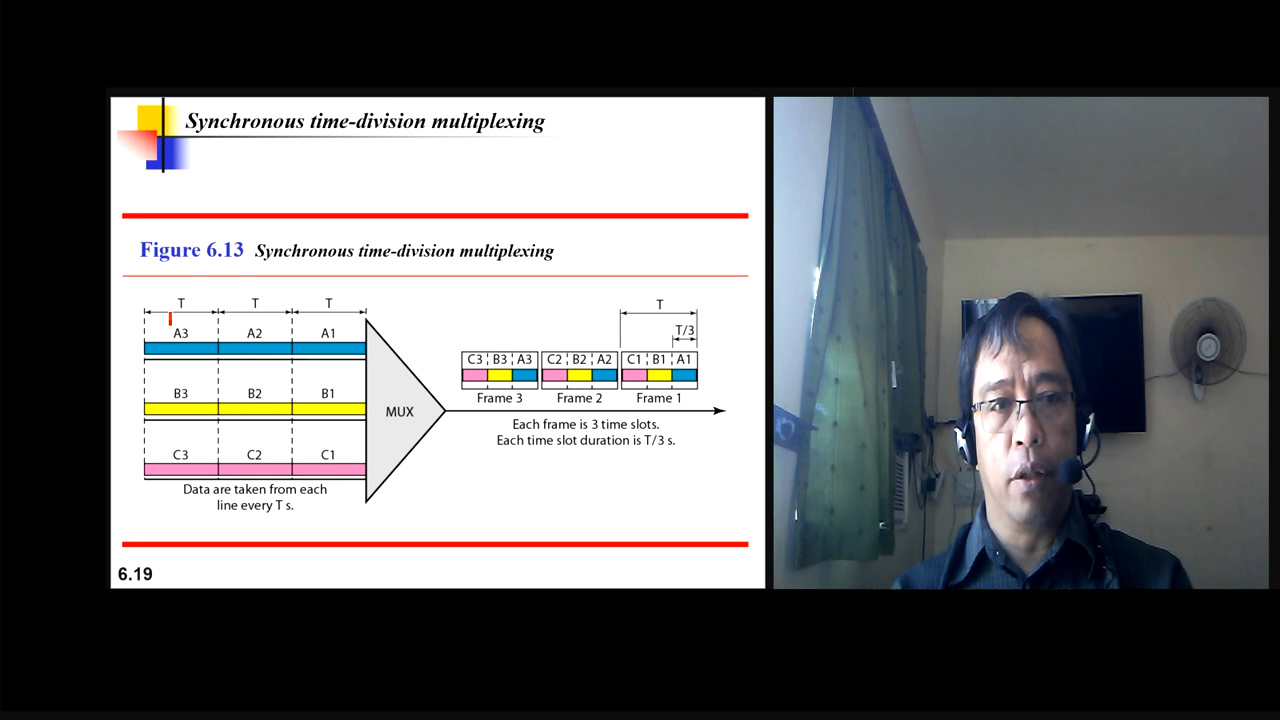 Synchronous time-division multiplexing
Figure 6.13 Synchronous time-division multiplexing
T T T
A3 A2 A1
B3 B2 B1
C3 C2 C1
Data are taken from each
line every T s.
MUX
T
T/3
C3 B3 A3 C2 B2 A2 C1 B1 A1
Frame 3 Frame 2 Frame 1
Each frame is 3 time slots.
Each time slot duration is T/3 s.
6.19